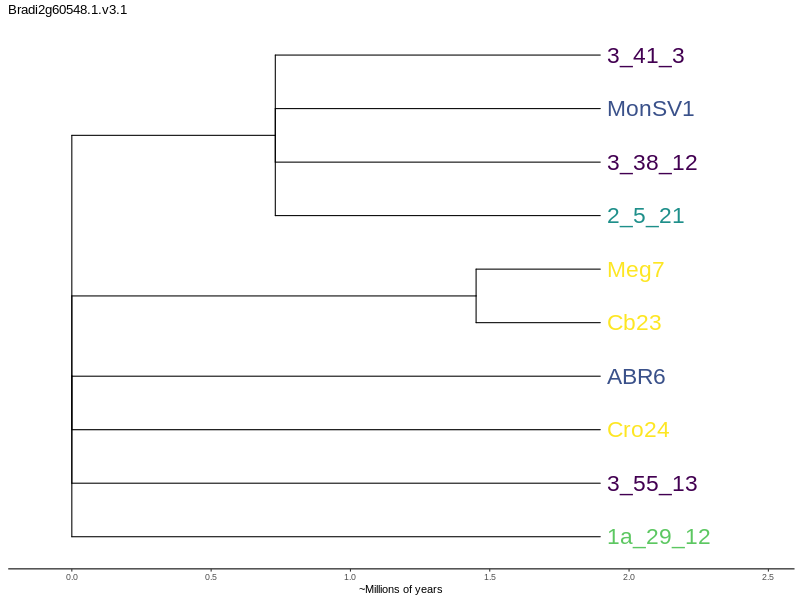 Bradi2g60548.1.v3.1
3_41_3
MonSV1
3_38_12
2_5_21
Meg7
Cb23
ABR6
Cro24
3_55_13
1a_29_12
0.0 0.5 1.0 1.5 2.0 2.5
~Millions of years